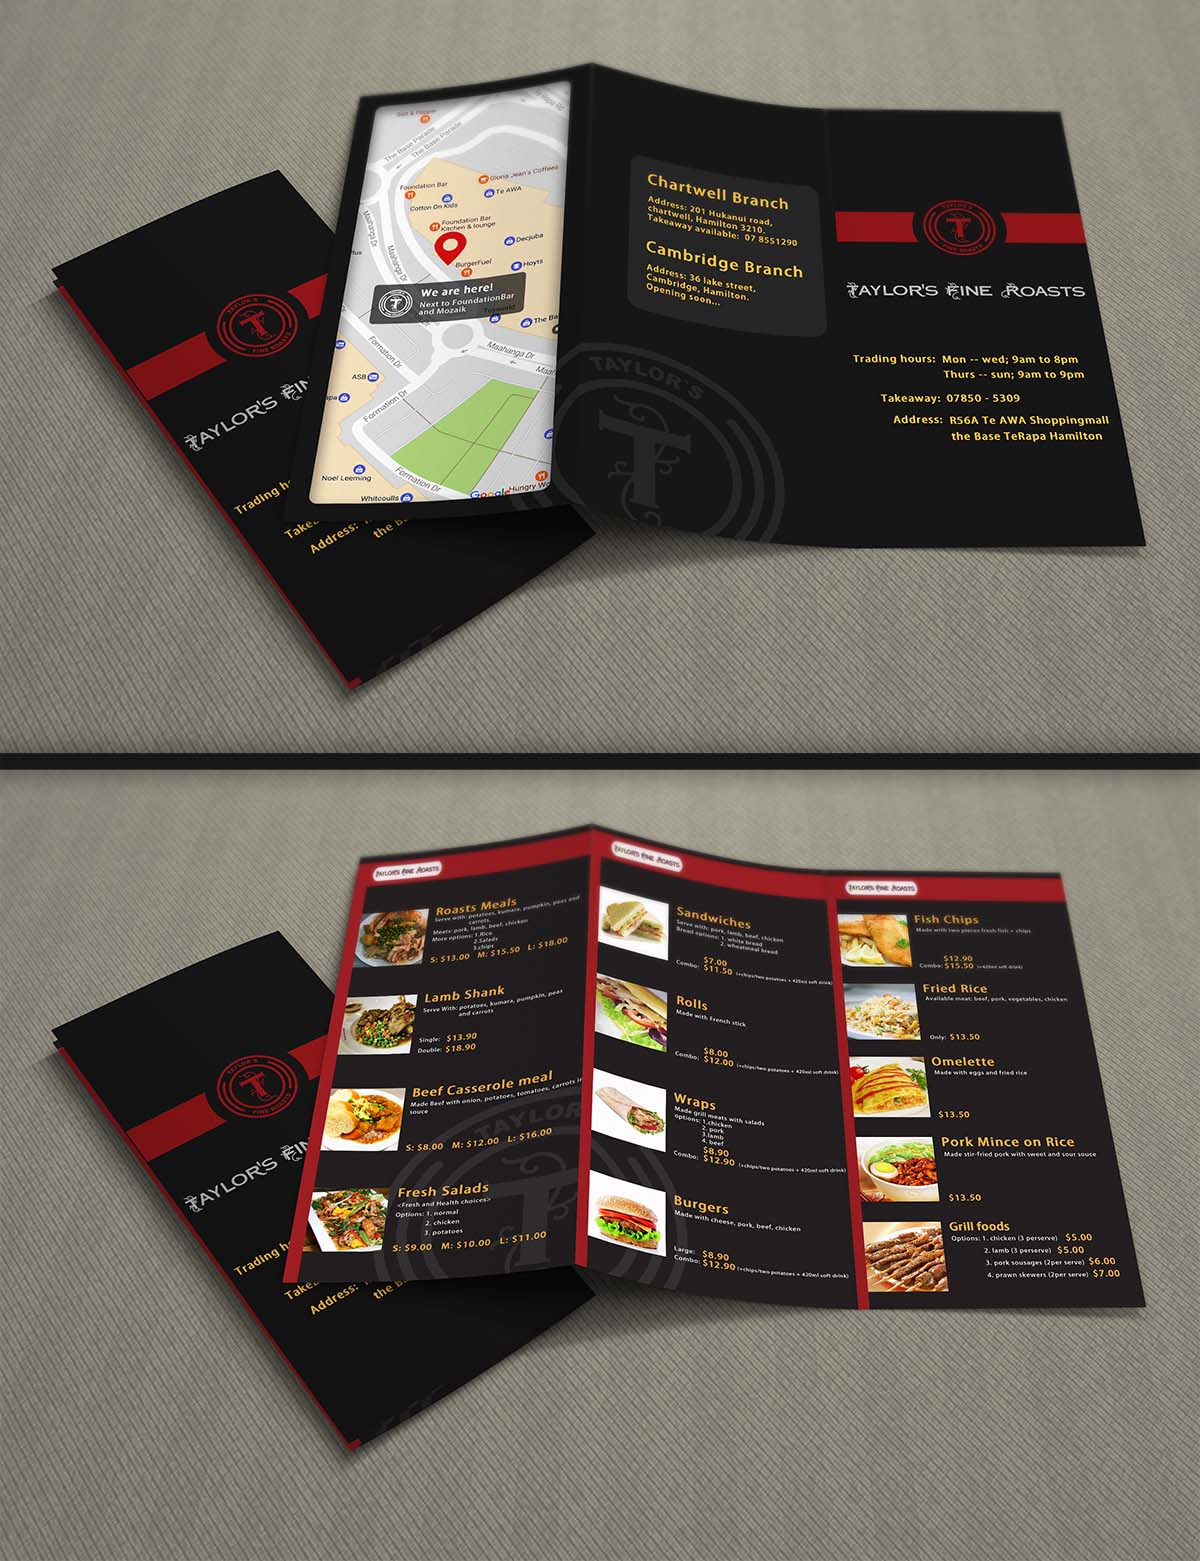 Salt & Pepper
The Base Parade
The Base Parade
Gloria Jean's Coffees
Te AWA
Foundation Bar
Cotton On Kids
Foundation Bar
Kitchen & lounge
Decjuba
BurgerFuel
Hoyts
Maahanga Dr
Maahanga Dr
We are here!
Next to FoundationBar
and Mozaik
The Ba
Formation Dr
Maahanga Dr
Maah
ASB
Formation Dr
Noel Leeming
Formation Dr
Whitcoulls
Google
Hungry Wo
Chartwell Branch
Address: 201 Hukanui road,
chartwell, Hamilton 3210.
Takeaway available: 07 8551290
Cambridge Branch
Address: 36 lake street,
Cambridge, Hamilton.
Opening soon...
TAYLOR'S
T
TAYLOR'S
T
FINE ROASTS
TAYLOR'S FINE ROASTS
Trading hours: Mon -- wed; 9am to 8pm
Thurs -- sun; 9am to 9pm
Takeaway: 07850 - 5309
Address: R56A Te AWA Shoppingmall
the Base TeRapa Hamilton
TAYLOR'S
T
FINE ROASTS
TAYLOR'S FIN
Trading ho
Takea
Address:
the Ba
TAYLOR'S FINE ROASTS
Roasts Meals
Serve with: potatoes, kumara, pumpkin, peas and
carrots.
Meats: pork, lamb, beef, chicken
More options: 1.Rice
2.Salads
3.chips
S: $13.00 M: $15.50 L: $18.00
Lamb Shank
Serve With: potatoes, kumara, pumpkin, peas
and carrots
Single: $13.90
Double: $18.90
Beef Casserole meal
Made Beef with onion, potatoes, tomatoes, carrots in
souce
S: $8.00 M: $12.00 L: $16.00
Fresh Salads
<Fresh and Health choices>
Options: 1. normal
2. chicken
3. potatoes
S: $9.00 M: $10.00 L: $11.00
TAYLOR'S
T
TAYLOR'S FINE ROASTS
Sandwiches
Serve with: pork, lamb, beef, chicken
Bread options: 1. white bread
2. wheatmeal bread
$7.00
Combo: $11.50 (+chips/two potatoes + 420ml soft drink)
Rolls
Made with French stick
$8.00
Combo: $12.00 (+chips/two potatoes + 420ml soft drink)
Wraps
Made grill meats with salads
options: 1.chicken
2. pork
3.lamb
4. beef
$8.90
Combo: $12.90 (+chips/two potatoes + 420ml soft drink)
Burgers
Made with cheese, pork, beef, chicken
Large: $8.90
Combo: $12.90 (+chips/two potatoes + 420ml soft drink)
TAYLOR'S FINE ROASTS
Fish Chips
Made with two pieces fresh fish + chips
$12.90
Combo: $15.50 (+420ml soft drink)
Fried Rice
Available meat: beef, pork, vegetables, chicken
Only: $13.50
Omelette
Made with eggs and fried rice
$13.50
Pork Mince on Rice
Made stir-fried pork with sweet and sour souce
$13.50
Grill foods
Options: 1. chicken (3 perserve) $5.00
2. lamb (3 perserve) $5.00
3. pork sousages (2per serve) $6.00
4. prawn skewers (2per serve) $7.00
TAYLOR'S
T
FINE ROASTS
TAYLOR'S FIN
Trading ho
Takea
Address:
the Ba